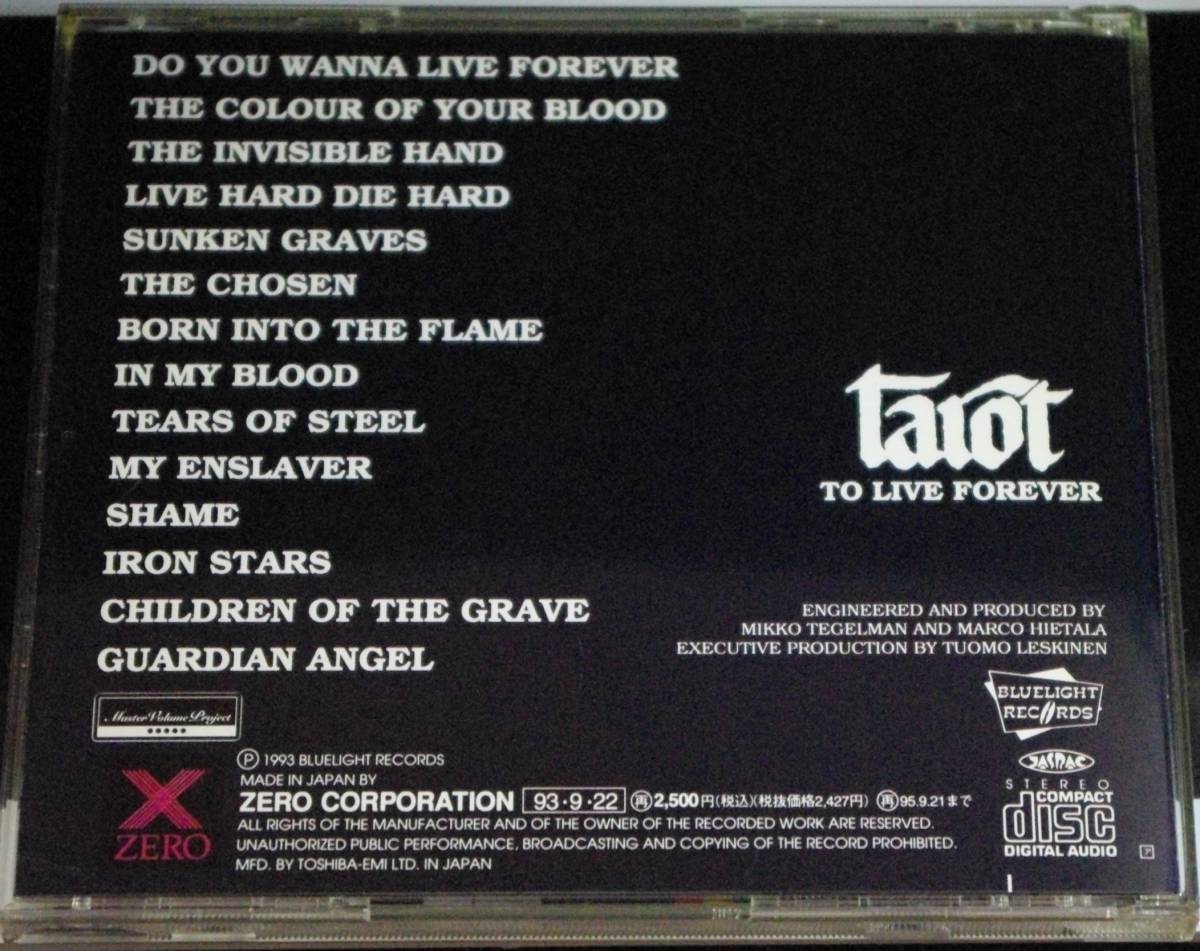 DO YOU WANNA LIVE FOREVER
THE COLOUR OF YOUR BLOOD
THE INVISIBLE HAND
LIVE HARD DIE HARD
SUNKEN GRAVES
THE CHOSEN
BORN INTO THE FLAME
IN MY BLOOD
TEARS OF STEEL
MY ENSLAVER
SHAME
IRON STARS
CHILDREN OF THE GRAVE
GUARDIAN ANGEL
tarot
TO LIVE FOREVER
ENGINEERED AND PRODUCED BY
MIKKO TEGELMAN AND MARCO HIETALA
EXECUTIVE PRODUCTION BY TUOMO LESKINEN
BLUELIGHT
RECORDS
Master Volume Project
X
ZERO
Ⓟ 1993 BLUELIGHT RECORDS
MADE IN JAPAN BY
ZERO CORPORATION 93・9・22 ㊢2,500円(税込)(税抜価格2,427円) ㊢95.9.21まで
ALL RIGHTS OF THE MANUFACTURER AND OF THE OWNER OF THE RECORDED WORK ARE RESERVED.
UNAUTHORIZED PUBLIC PERFORMANCE, BROADCASTING AND COPYING OF THE RECORD PROHIBITED.
MFD. BY TOSHIBA-EMI LTD. IN JAPAN
JASRAC
STEREO
COMPACT
disc
DIGITAL AUDIO
ア